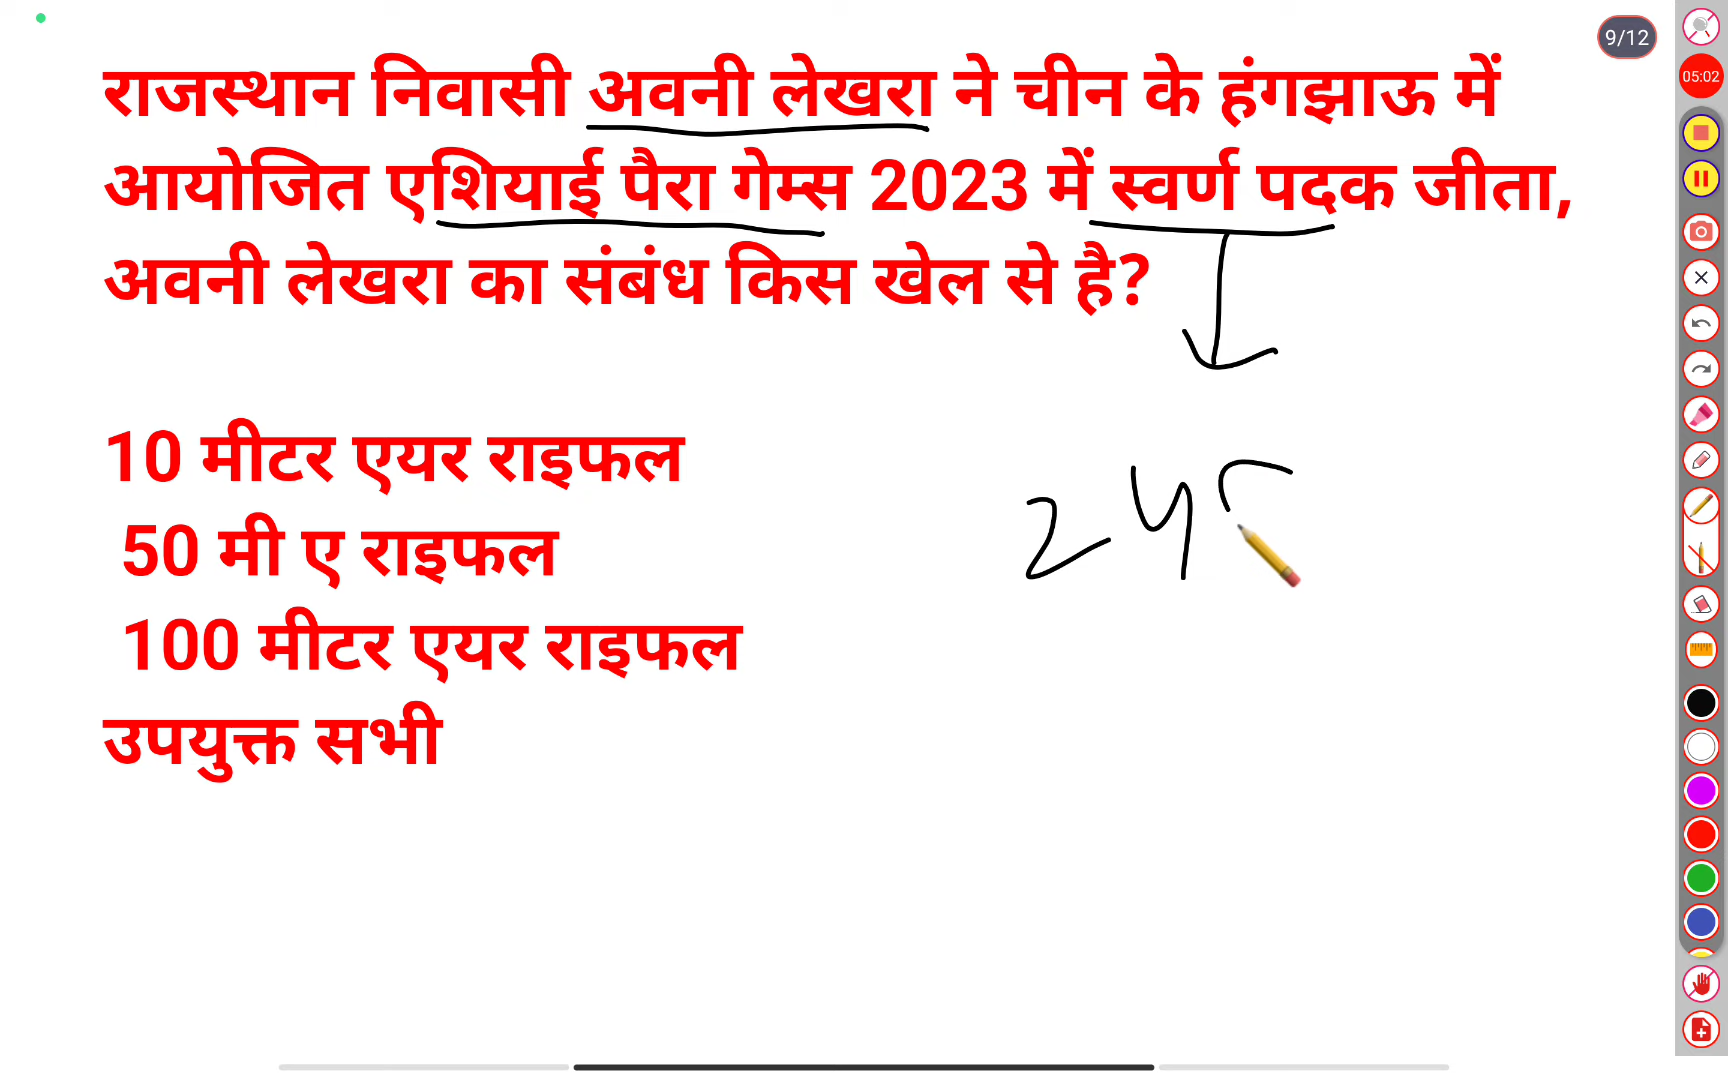 9/12
05:02
राजस्थान निवासी अवनी लेखरा ने चीन के हंगझाऊ में
आयोजित एशियाई पैरा गेम्स 2023 में स्वर्ण पदक जीता,
अवनी लेखरा का संबंध किस खेल से है?
10 मीटर एयर राइफल
50 मी ए राइफल
100 मीटर एयर राइफल
उपयुक्त सभी
24